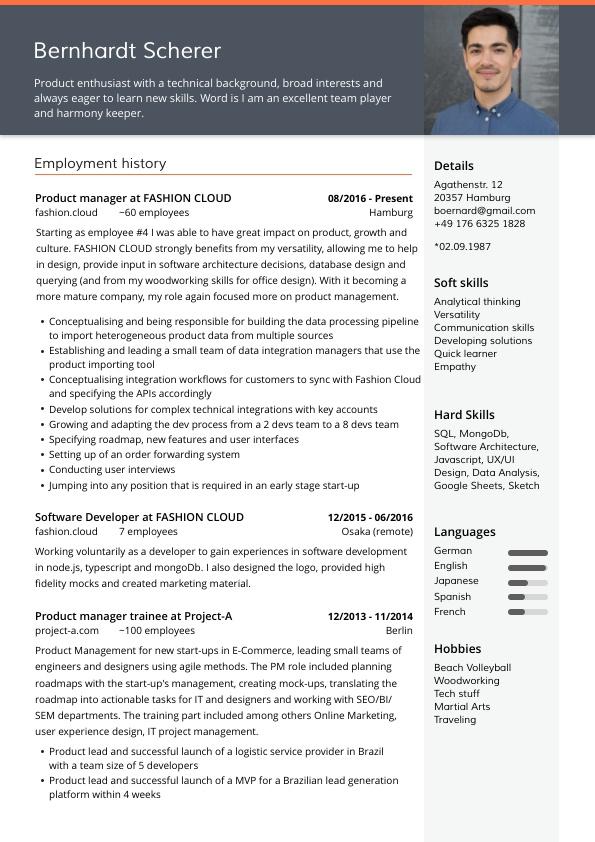 Bernhardt Scherer
Product enthusiast with a technical background, broad interests and
always eager to learn new skills. Word is I am an excellent team player
and harmony keeper.
Employment history
Product manager at FASHION CLOUD 08/2016 - Present
fashion.cloud ~60 employees Hamburg
Starting as employee #4 I was able to have great impact on product, growth and
culture. FASHION CLOUD strongly benefits from my versatility, allowing me to help
in design, provide input in software architecture decisions, database design and
querying (and from my woodworking skills for office design). With it becoming a
more mature company, my role again focused more on product management.
• Conceptualising and being responsible for building the data processing pipeline
to import heterogeneous product data from multiple sources
• Establishing and leading a small team of data integration managers that use the
product importing tool
• Conceptualising integration workflows for customers to sync with Fashion Cloud
and specifying the APIs accordingly
• Develop solutions for complex technical integrations with key accounts
• Growing and adapting the dev process from a 2 devs team to a 8 devs team
• Specifying roadmap, new features and user interfaces
• Setting up of an order forwarding system
• Conducting user interviews
• Jumping into any position that is required in an early stage start-up
Software Developer at FASHION CLOUD 12/2015 - 06/2016
fashion.cloud 7 employees Osaka (remote)
Working voluntarily as a developer to gain experiences in software development
in node.js, typescript and mongoDb. I also designed the logo, provided high
fidelity mocks and created marketing material.
Product manager trainee at Project-A 12/2013 - 11/2014
project-a.com ~100 employees Berlin
Product Management for new start-ups in E-Commerce, leading small teams of
engineers and designers using agile methods. The PM role included planning
roadmaps with the start-up's management, creating mock-ups, translating the
roadmap into actionable tasks for IT and designers and working with SEO/BI/
SEM departments. The training part included among others Online Marketing,
user experience design, IT project management.
• Product lead and successful launch of a logistic service provider in Brazil
with a team size of 5 developers
• Product lead and successful launch of a MVP for a Brazilian lead generation
platform within 4 weeks
Details
Agathenstr. 12
20357 Hamburg
boernard@gmail.com
+49 176 6325 1828
*02.09.1987
Soft skills
Analytical thinking
Versatility
Communication skills
Developing solutions
Quick learner
Empathy
Hard Skills
SQL, MongoDb,
Software Architecture,
Javascript, UX/UI
Design, Data Analysis,
Google Sheets, Sketch
Languages
German
English
Japanese
Spanish
French
Hobbies
Beach Volleyball
Woodworking
Tech stuff
Martial Arts
Traveling